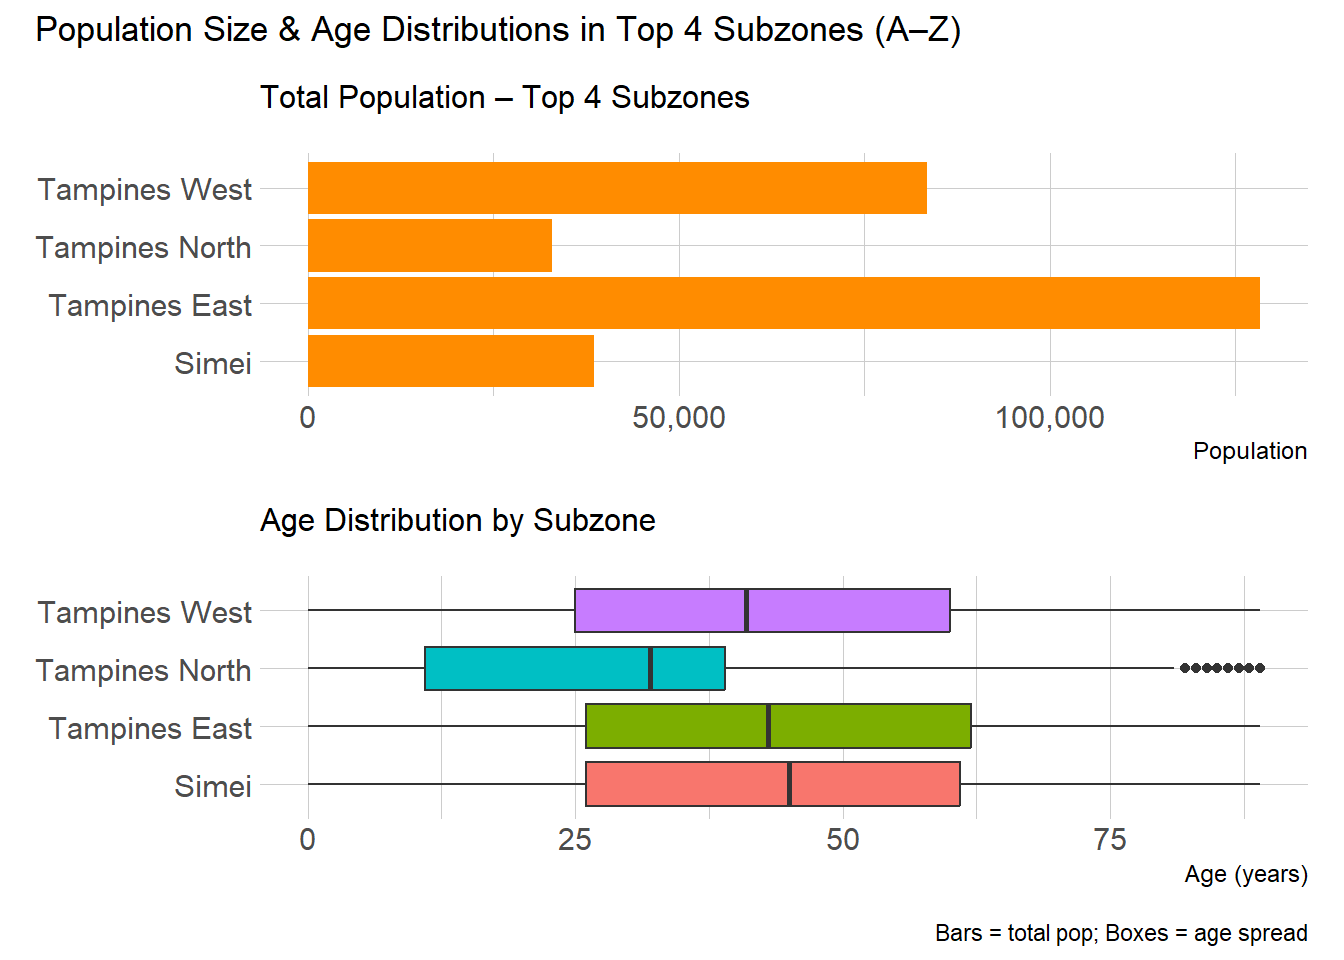 Population Size & Age Distributions in Top 4 Subzones (A–Z)
Total Population – Top 4 Subzones
Tampines West
Tampines North
Tampines East
Simei
0 50,000 100,000
Population
Age Distribution by Subzone
Tampines West
Tampines North
Tampines East
Simei
0 25 50 75
Age (years)
Bars = total pop; Boxes = age spread